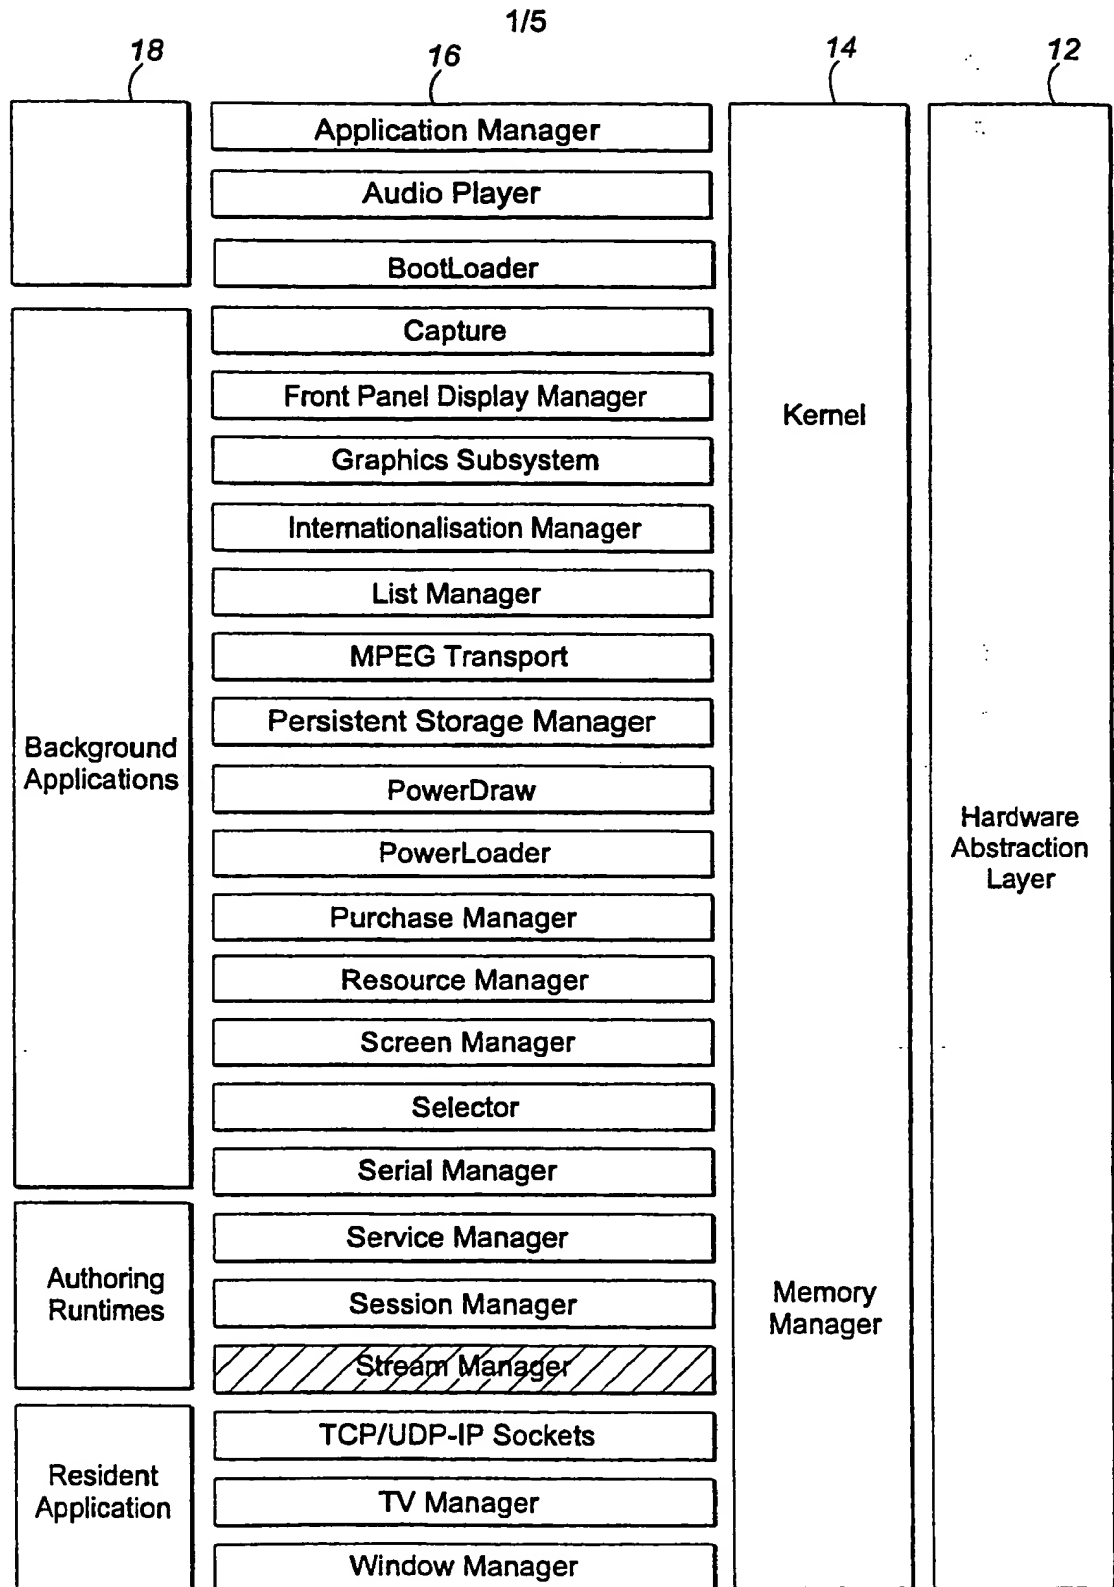 1/5
18
16
14
12
Application Manager
Audio Player
BootLoader
Capture
Front Panel Display Manager
Graphics Subsystem
Internationalisation Manager
List Manager
MPEG Transport
Persistent Storage Manager
PowerDraw
PowerLoader
Purchase Manager
Resource Manager
Screen Manager
Selector
Serial Manager
Service Manager
Session Manager
Stream Manager
TCP/UDP-IP Sockets
TV Manager
Window Manager
Background
Applications
Authoring
Runtimes
Resident
Application
Kernel
Memory
Manager
Hardware
Abstraction
Layer